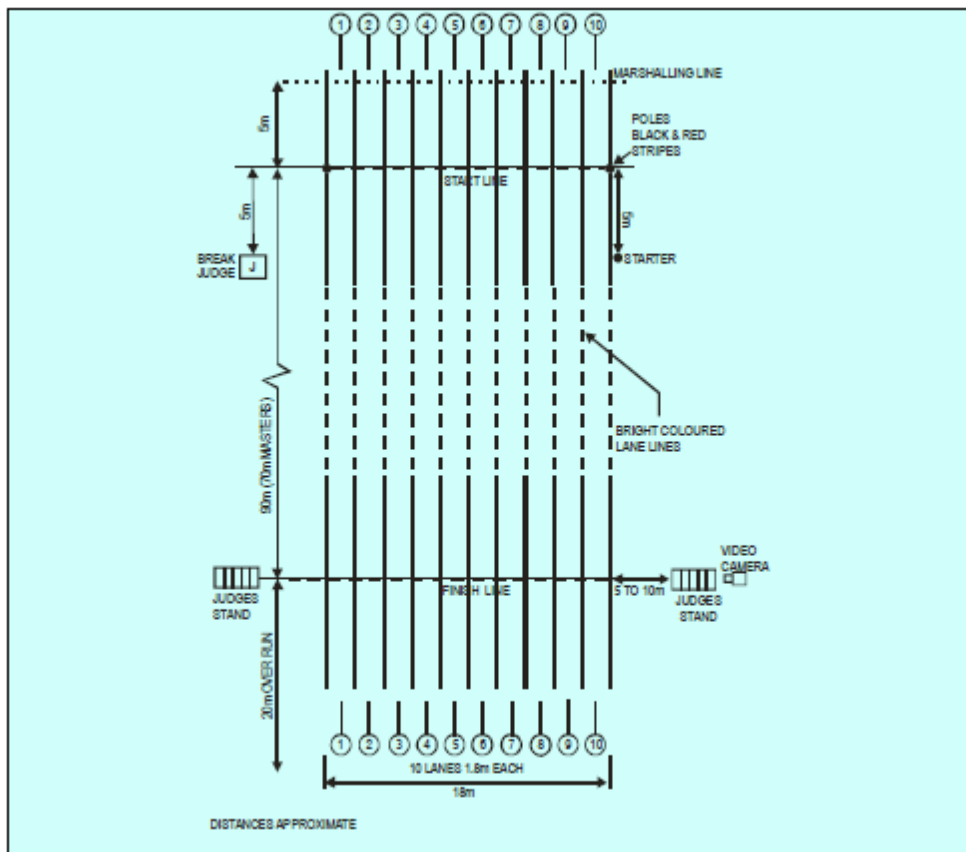 1 2 3 4 5 6 7 8 9 10
MARSHALLING LINE
5m
POLES
BLACK & RED
STRIPES
START LINE
5m
5m
BREAK
JUDGE
J
STARTER
90m (70m MASTERS)
BRIGHT COLOURED
LANE LINES
VIDEO
CAMERA
FINISH LINE
5 TO 10m
JUDGES
STAND
JUDGES
STAND
20m OVER RUN
1 2 3 4 5 6 7 8 9 10
10 LANES 1.8m EACH
18m
DISTANCES APPROXIMATE